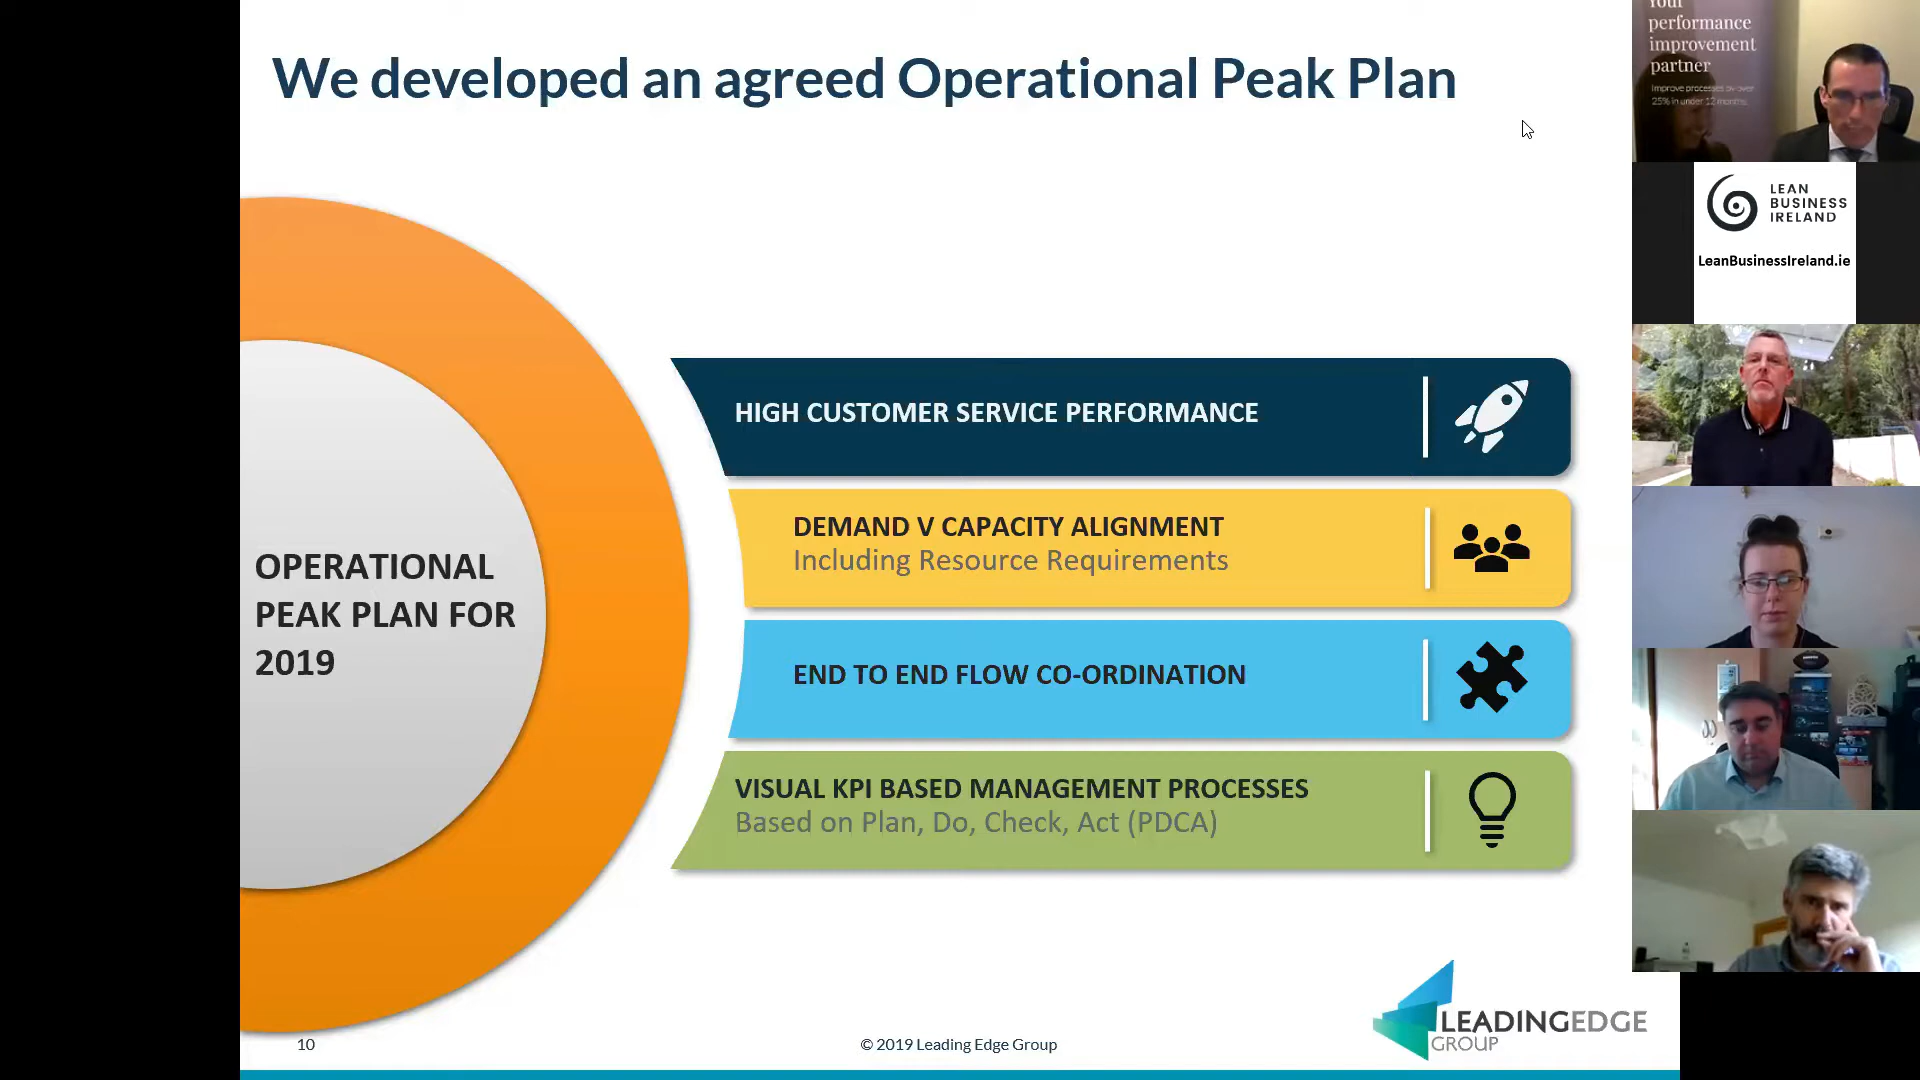 We developed an agreed Operational Peak Plan
OPERATIONAL
PEAK PLAN FOR
2019
HIGH CUSTOMER SERVICE PERFORMANCE
DEMAND V CAPACITY ALIGNMENT
Including Resource Requirements
END TO END FLOW CO-ORDINATION
VISUAL KPI BASED MANAGEMENT PROCESSES
Based on Plan, Do, Check, Act (PDCA)
10
© 2019 Leading Edge Group
LEADINGEDGE
GROUP
Your
performance
improvement
partner
Improve processes by over
25% in under 12 months.
LEAN
BUSINESS
IRELAND
LeanBusinessIreland.ie